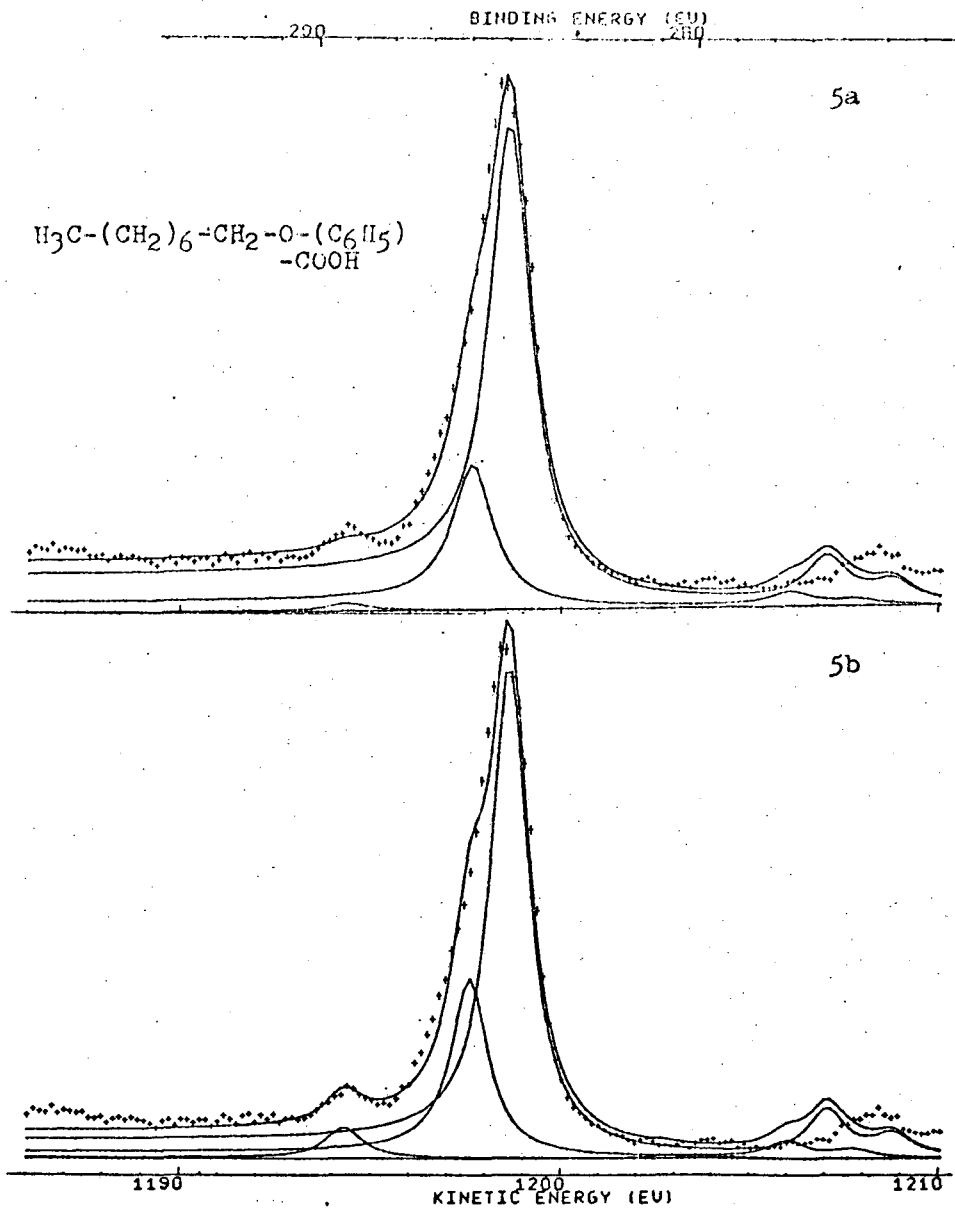 BINDING ENERGY (EV)
290 280
5a
H3C-(CH2)6-CH2-O-(C6H5)
-COOH
5b
1190 1200 1210
KINETIC ENERGY (EV)